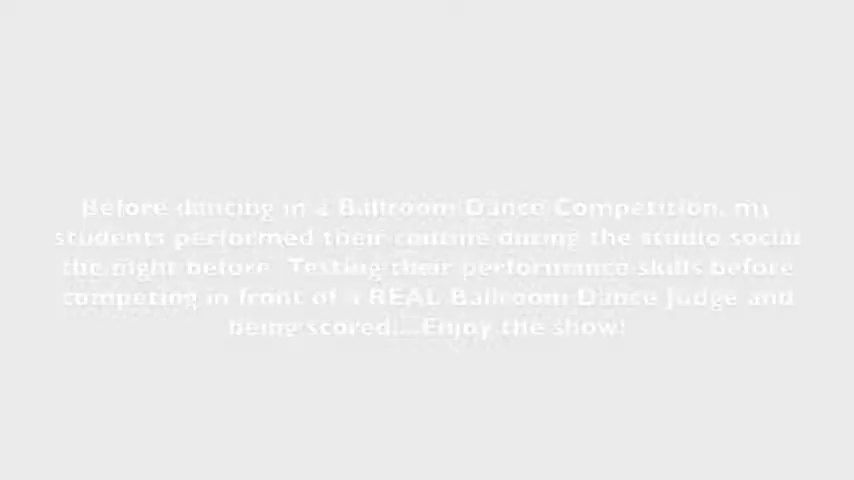 Before dancing in a Ballroom Dance Competition, my
students performed their routine during the studio social
the night before. Testing their performance skills before
competing in front of a REAL Ballroom Dance Judge and
being scored....Enjoy the show!